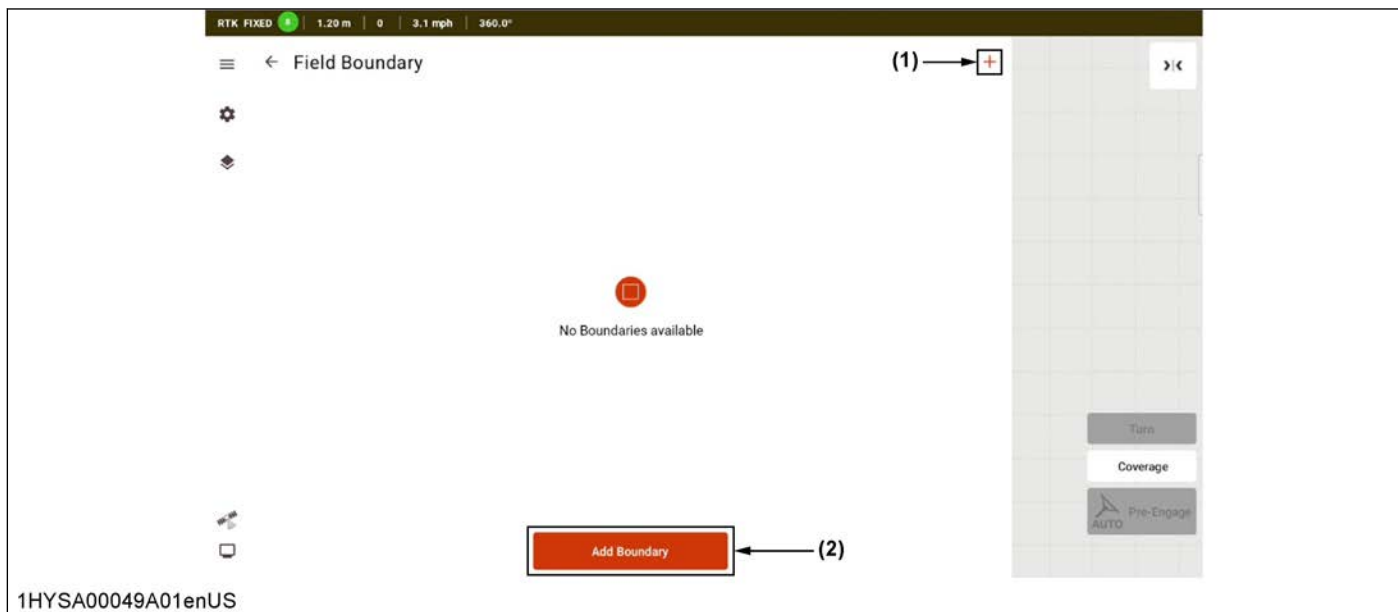 RTK FIXED 8 1.20 m 0 3.1 mph 360.0°
Field Boundary
(1)
No Boundaries available
Turn
Coverage
AUTO Pre-Engage
Add Boundary
(2)
1HYSA00049A01enUS